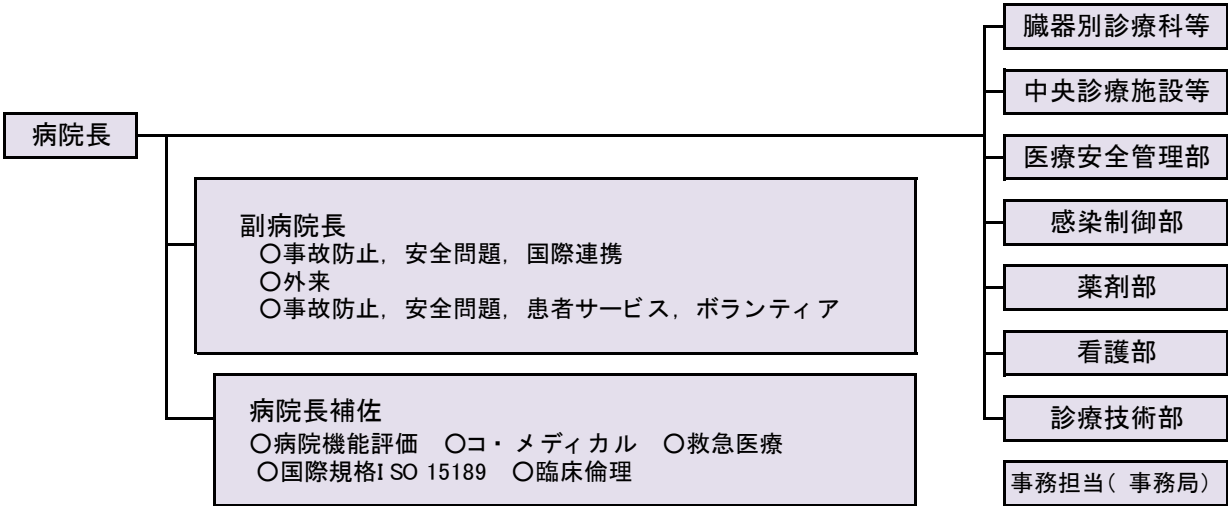 病院長
副病院長
○事故防止，安全問題，国際連携
○外来
○事故防止，安全問題，患者サービス，ボランティア
病院長補佐
○病院機能評価　○コ・メディカル　○救急医療
○国際規格ISO 15189　○臨床倫理
臓器別診療科等
中央診療施設等
医療安全管理部
感染制御部
薬剤部
看護部
診療技術部
事務担当（事務局）